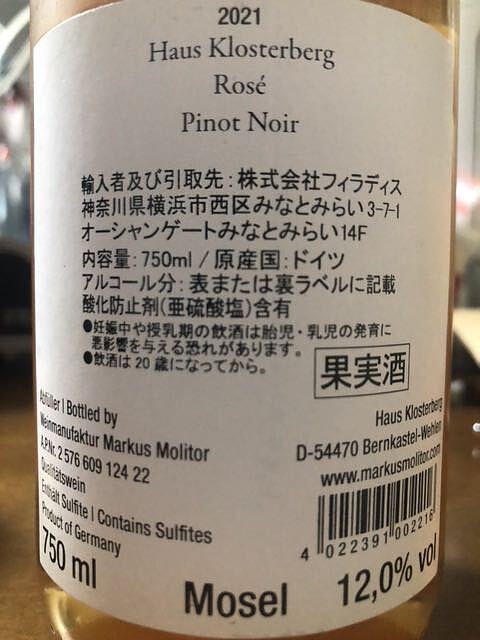 2021
Haus Klosterberg
Rosé
Pinot Noir
輸入者及び引取先：株式会社フィラディス
神奈川県横浜市西区みなとみらい3-7-1
オーシャンゲートみなとみらい14F
内容量：750ml / 原産国：ドイツ
アルコール分：表または裏ラベルに記載
酸化防止剤(亜硫酸塩)含有
●妊娠中や授乳期の飲酒は胎児・乳児の発育に
悪影響を与える恐れがあります。
●飲酒は20歳になってから。
果実酒
Abfüller | Bottled by
Weinmanufaktur Markus Molitor
A.P.Nr. 2 576 609 124 22
Qualitätswein
Enthält Sulfite | Contains Sulfites
Product of Germany
750 ml
Haus Klosterberg
D-54470 Bernkastel-Wehlen
www.markusmolitor.com
4 022391 002216
Mosel
12,0% vol